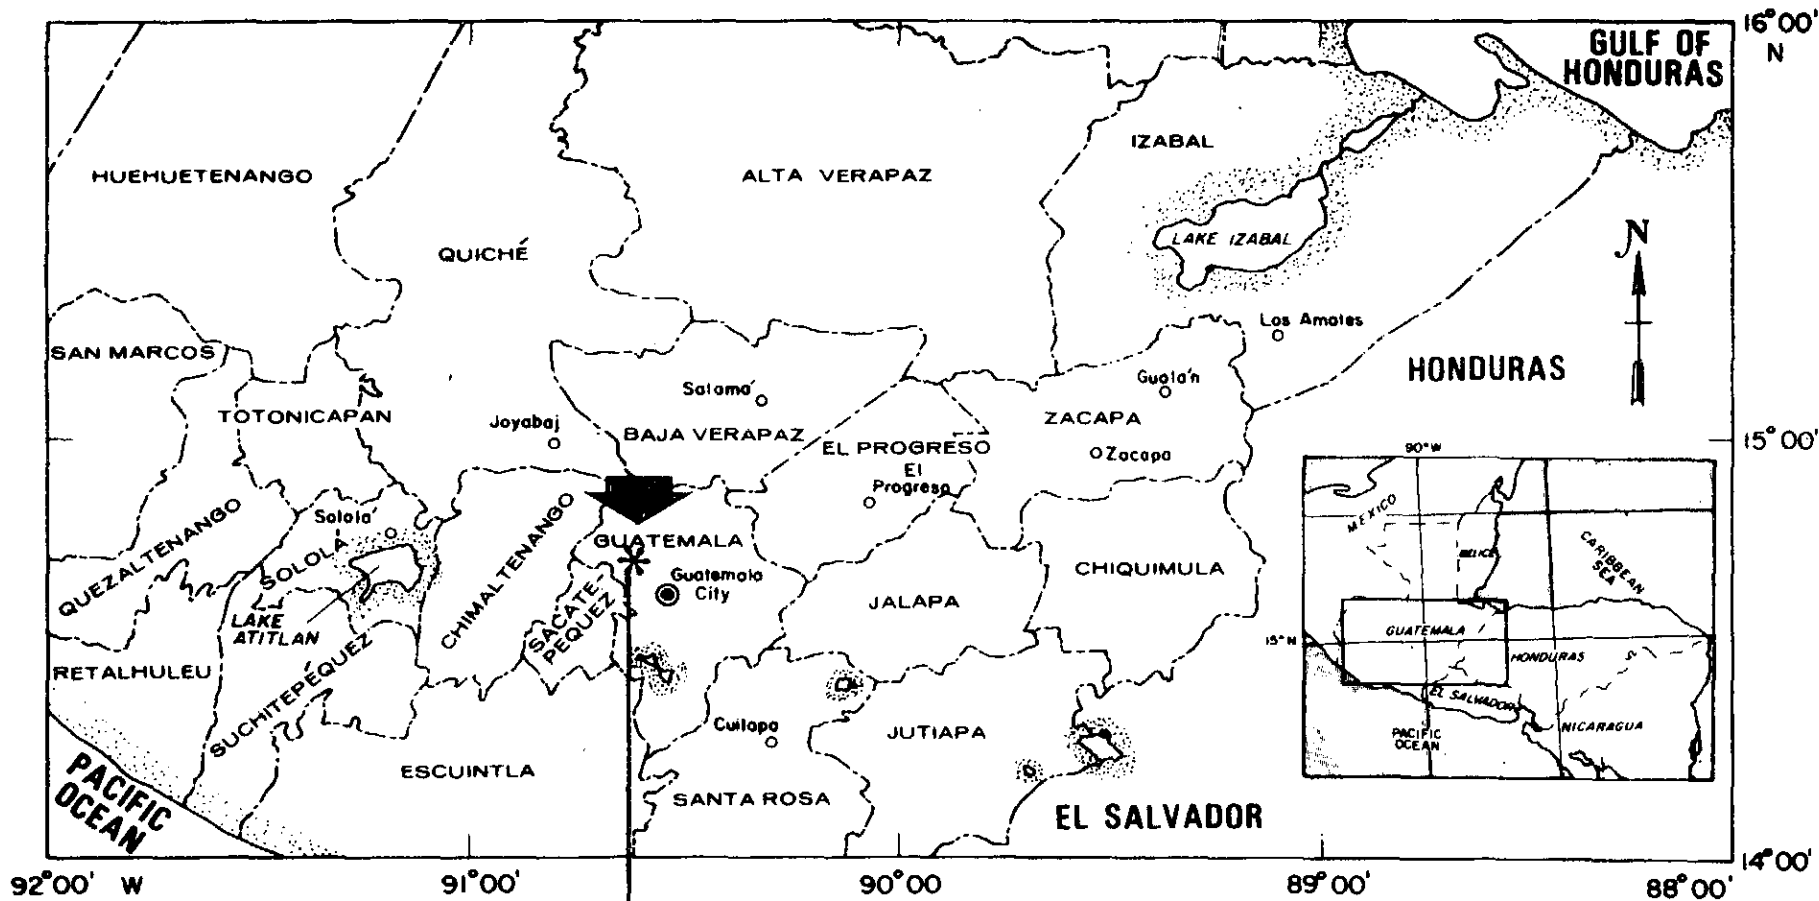 16°00'
N
GULF OF
HONDURAS
IZABAL
HUEHUETENANGO
ALTA VERAPAZ
LAKE IZABAL
N
QUICHÉ
Los Amates
SAN MARCOS
HONDURAS
Gualá'n
Salama'
TOTONICAPAN
ZACAPA
Joyabaj
BAJA VERAPAZ
EL PROGRESO
Zacapa
15°00'
El
Progreso
QUEZALTENANGO
Solola'
SOLOLA
CHIMALTENANGO
GUATEMALA
Guatemala
City
CHIQUIMULA
JALAPA
SACATE-
PEQUEZ
LAKE
ATITLAN
RETALHULEU
SUCHITEPÉQUEZ
Cuilapa
JUTIAPA
ESCUINTLA
SANTA ROSA
EL SALVADOR
PACIFIC
OCEAN
14°00'
92°00' W
91°00'
90°00'
89°00'
88°00'
90°W
MEXICO
BELICE
CARIBBEAN
SEA
GUATEMALA
15°N
HONDURAS
EL SALVADOR
NICARAGUA
PACIFIC
OCEAN